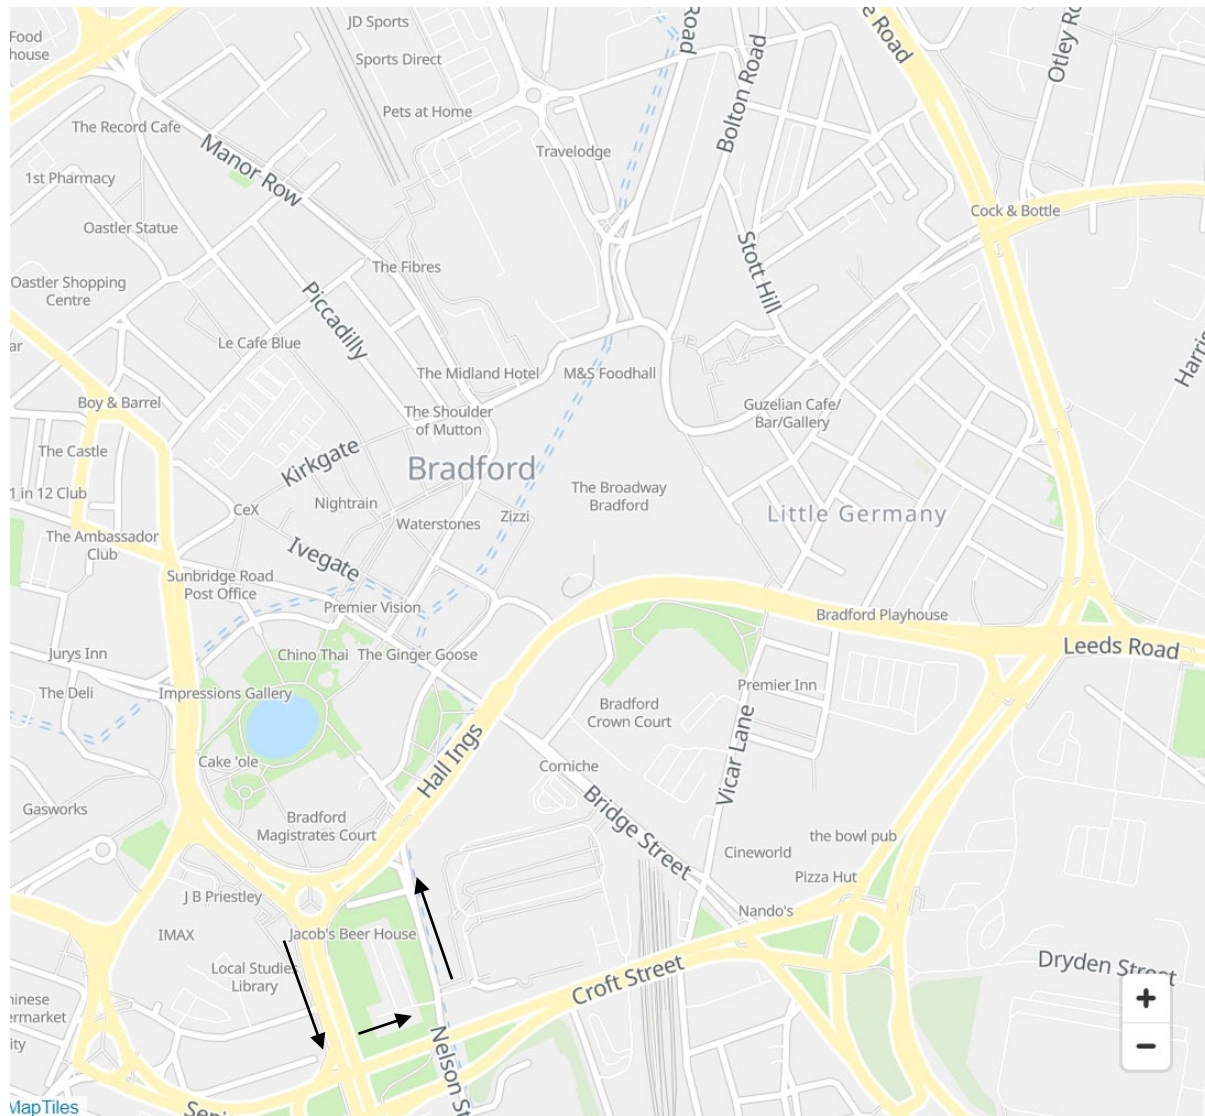 JD Sports
Food
house
e Road
Otley Ro
Road
Sports Direct
Bolton Road
Pets at Home
The Record Cafe
Manor Row
Travelodge
1st Pharmacy
Cock & Bottle
Oastler Statue
Stott Hill
The Fibres
Oastler Shopping
Centre
Piccadilly
Harris
ar
Le Cafe Blue
The Midland Hotel
M&S Foodhall
Boy & Barrel
The Shoulder
of Mutton
Guzelian Cafe/
Bar/Gallery
The Castle
Kirkgate
Bradford
1 in 12 Club
Nightrain
The Broadway
Bradford
CeX
Waterstones
Zizzi
Little Germany
The Ambassador
Club
Ivegate
Sunbridge Road
Post Office
Premier Vision
Bradford Playhouse
Leeds Road
Jurys Inn
Chino Thai
The Ginger Goose
The Deli
Impressions Gallery
Premier Inn
Bradford
Crown Court
Vicar Lane
Hall Ings
Cake 'ole
Corniche
Gasworks
Bradford
Magistrates Court
Bridge Street
the bowl pub
Cineworld
Pizza Hut
J B Priestley
Nando's
IMAX
Jacob's Beer House
Local Studies
Library
Croft Street
Dryden Street
hinese
ermarket
ity
+
−
Nelson St
MapTiles